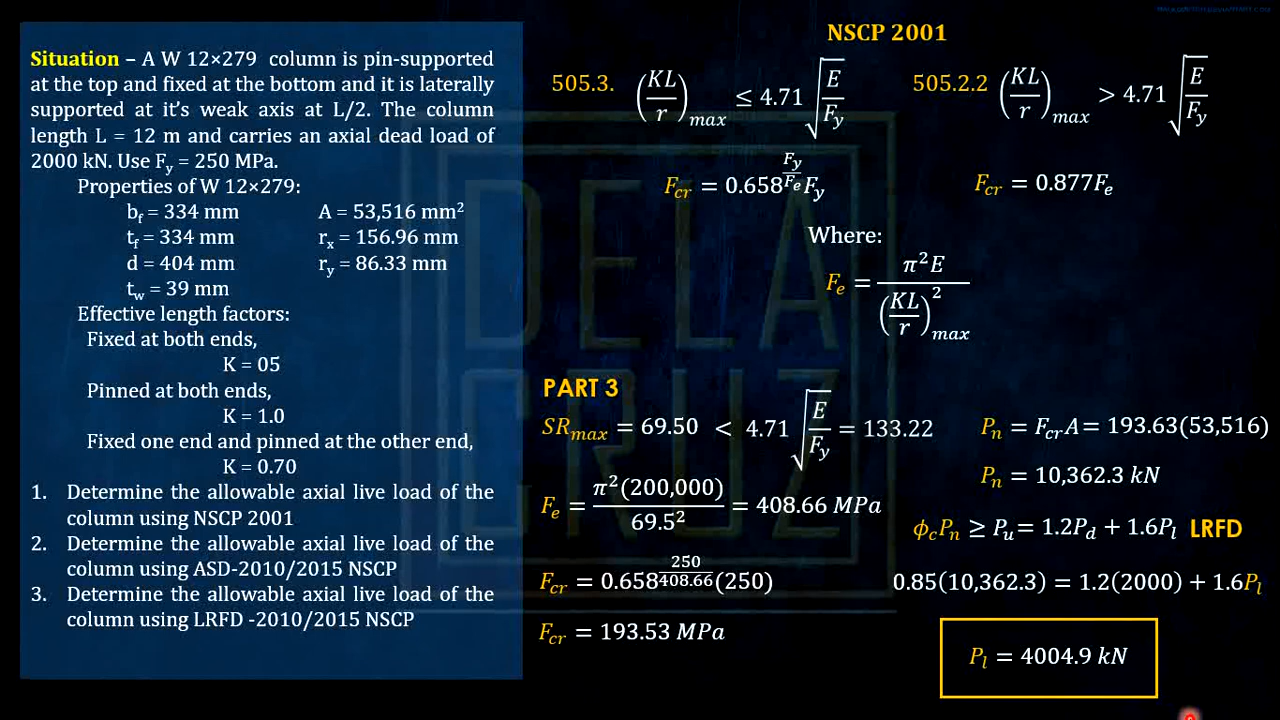 Situation – A W 12×279 column is pin-supported
at the top and fixed at the bottom and it is laterally
supported at it's weak axis at L/2. The column
length L = 12 m and carries an axial dead load of
2000 kN. Use Fy = 250 MPa.
Properties of W 12×279:
bf = 334 mm A = 53,516 mm²
tf = 334 mm rx = 156.96 mm
d = 404 mm ry = 86.33 mm
tw = 39 mm
Effective length factors:
Fixed at both ends,
K = 05
Pinned at both ends,
K = 1.0
Fixed one end and pinned at the other end,
K = 0.70
1. Determine the allowable axial live load of the
column using NSCP 2001
2. Determine the allowable axial live load of the
column using ASD-2010/2015 NSCP
3. Determine the allowable axial live load of the
column using LRFD -2010/2015 NSCP
NSCP 2001
505.3. (KL/r)max ≤ 4.71 √(E/Fy)
Fcr = 0.658^(Fy/Fe) Fy
505.2.2 (KL/r)max > 4.71 √(E/Fy)
Fcr = 0.877Fe
Where:
Fe = π²E / (KL/r)²max
DELA
CRUZ
PART 3
SRmax = 69.50 < 4.71 √(E/Fy) = 133.22
Fe = π²(200,000) / 69.5² = 408.66 MPa
Fcr = 0.658^(250/408.66) (250)
Fcr = 193.53 MPa
Pn = FcrA = 193.63(53,516)
Pn = 10,362.3 kN
ϕcPn ≥ Pu = 1.2Pd + 1.6Pl LRFD
0.85(10,362.3) = 1.2(2000) + 1.6Pl
Pl = 4004.9 kN